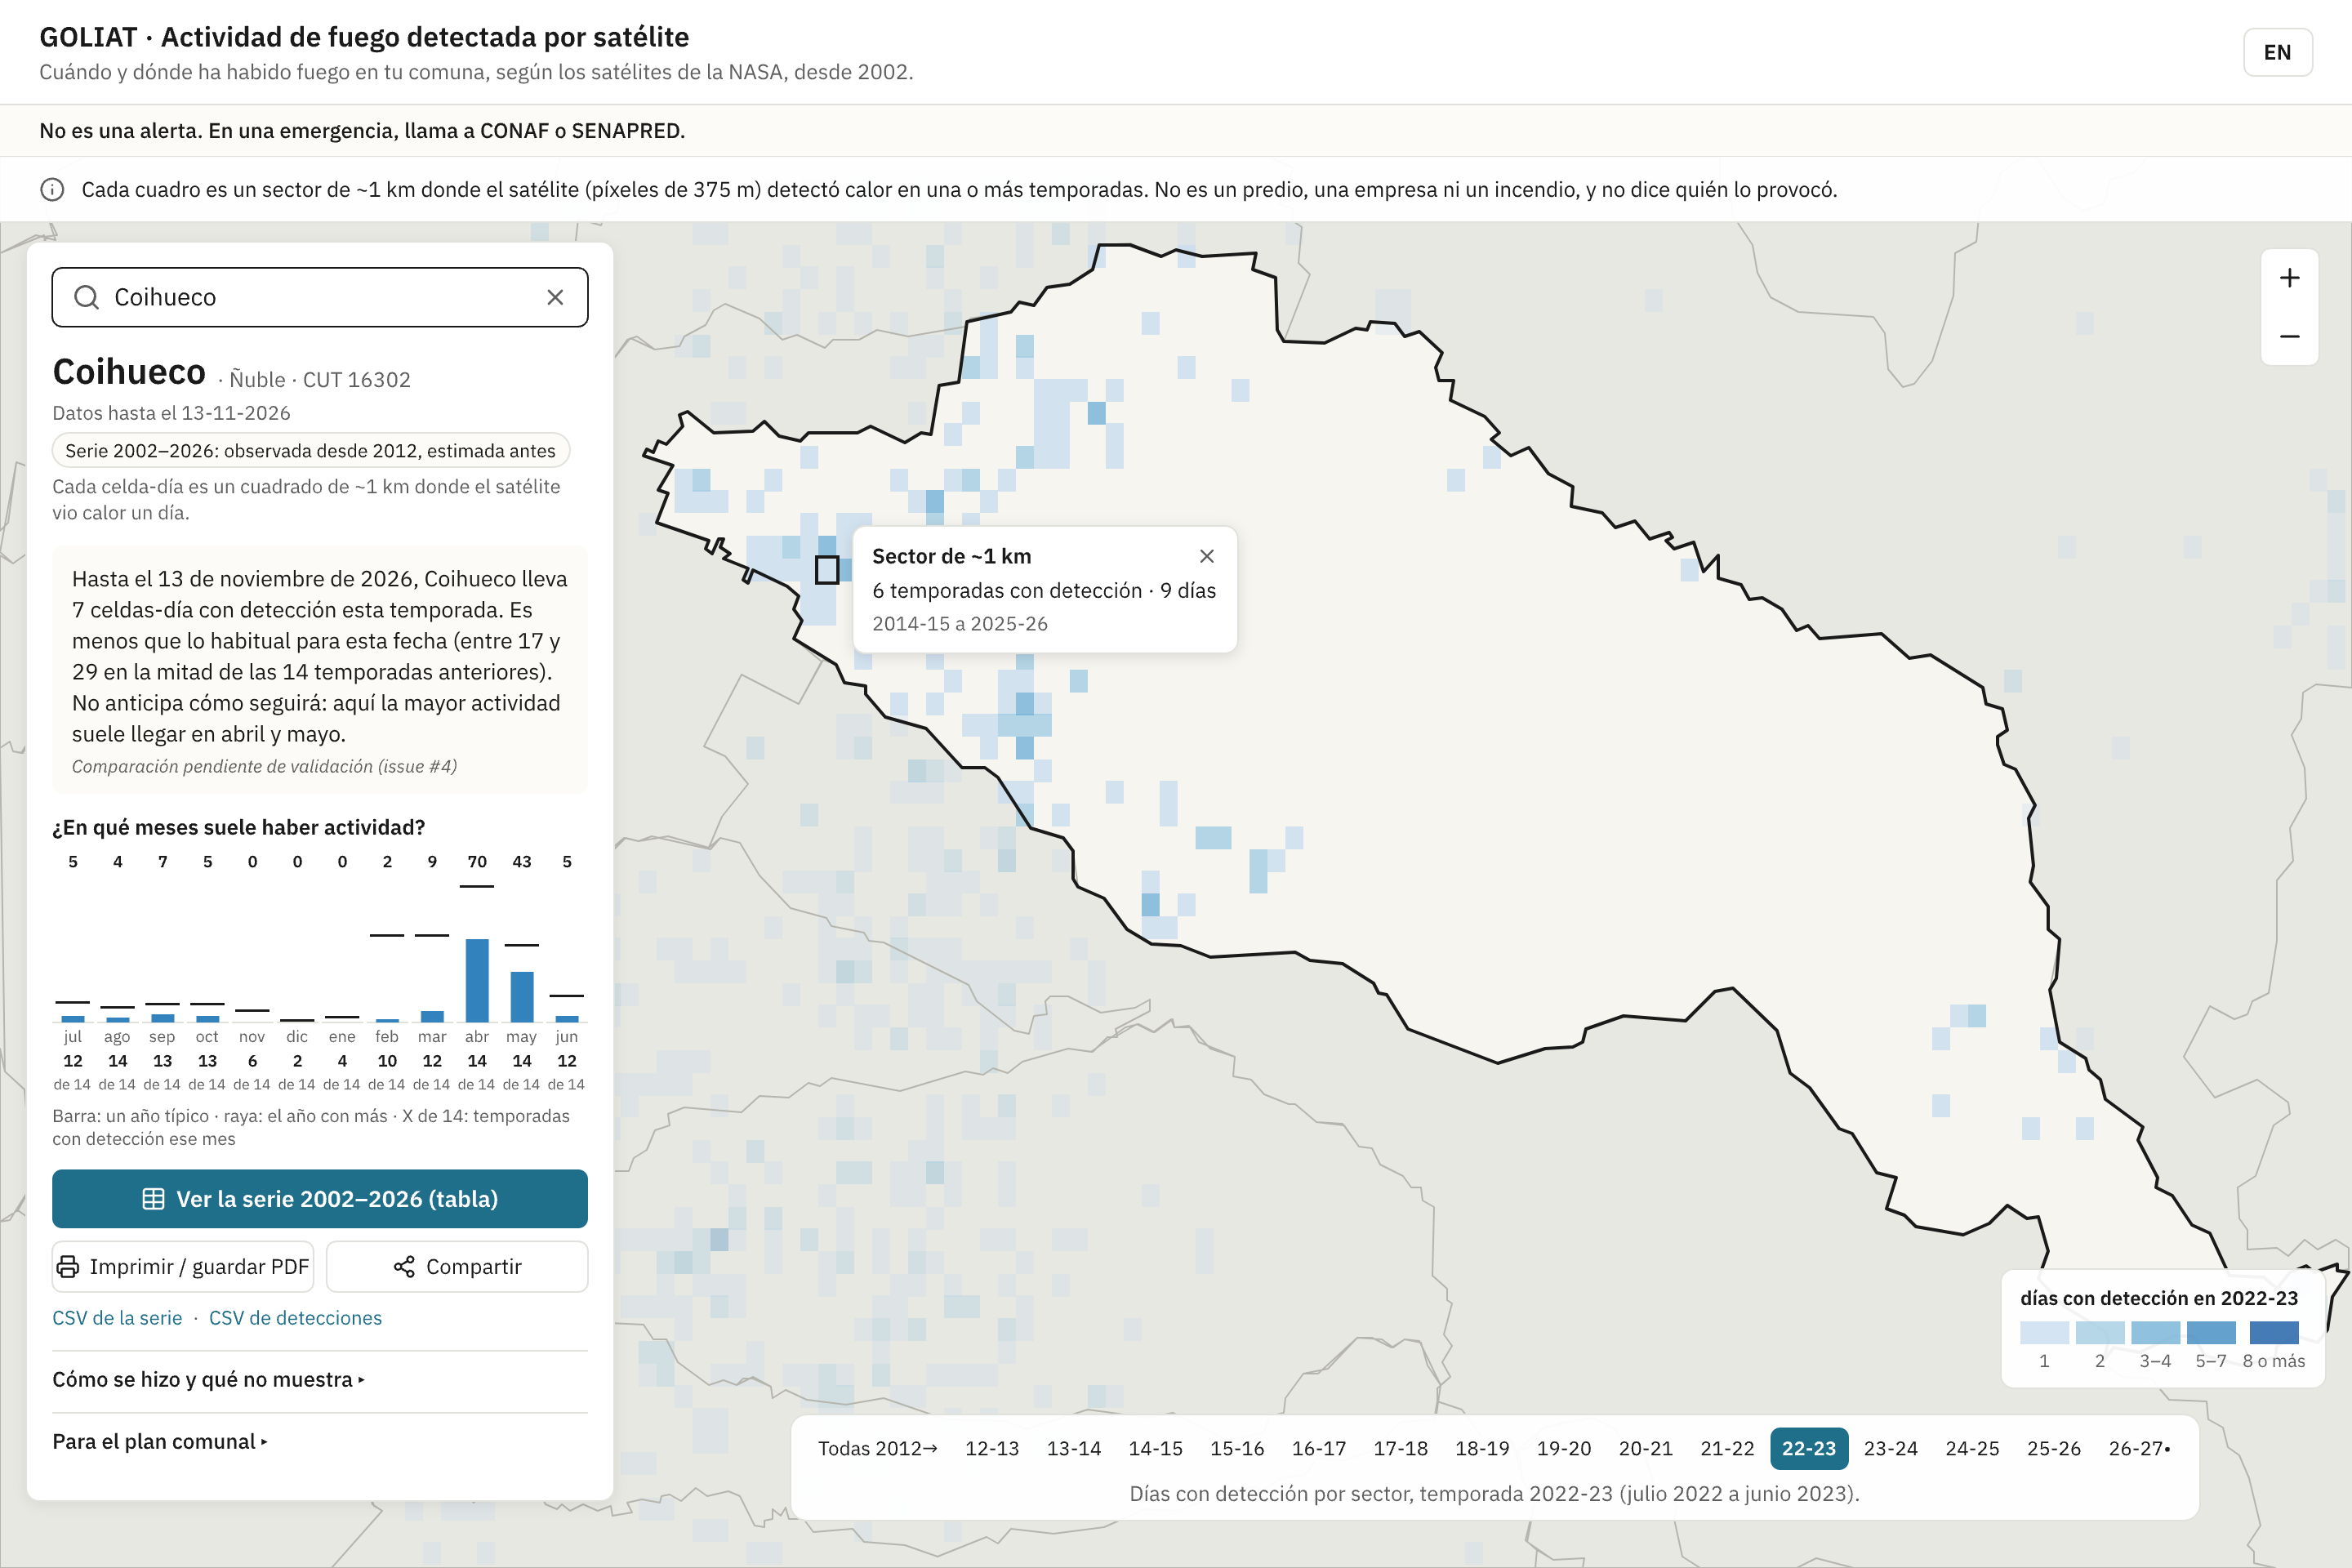 GOLIAT · Actividad de fuego detectada por satélite
Cuándo y dónde ha habido fuego en tu comuna, según los satélites de la NASA, desde 2002.
EN
No es una alerta. En una emergencia, llama a CONAF o SENAPRED.
Cada cuadro es un sector de ~1 km donde el satélite (píxeles de 375 m) detectó calor en una o más temporadas. No es un predio, una empresa ni un incendio, y no dice quién lo provocó.
Coihueco
Coihueco · Ñuble · CUT 16302
Datos hasta el 13-11-2026
Serie 2002–2026: observada desde 2012, estimada antes
Cada celda-día es un cuadrado de ~1 km donde el satélite
vio calor un día.
Hasta el 13 de noviembre de 2026, Coihueco lleva
7 celdas-día con detección esta temporada. Es
menos que lo habitual para esta fecha (entre 17 y
29 en la mitad de las 14 temporadas anteriores).
No anticipa cómo seguirá: aquí la mayor actividad
suele llegar en abril y mayo.
Comparación pendiente de validación (issue #4)
¿En qué meses suele haber actividad?
5 4 7 5 0 0 0 2 9 70 43 5
jul ago sep oct nov dic ene feb mar abr may jun
12 14 13 13 6 2 4 10 12 14 14 12
de 14 de 14 de 14 de 14 de 14 de 14 de 14 de 14 de 14 de 14 de 14 de 14
Barra: un año típico · raya: el año con más · X de 14: temporadas
con detección ese mes
Ver la serie 2002–2026 (tabla)
Imprimir / guardar PDF
Compartir
CSV de la serie · CSV de detecciones
Cómo se hizo y qué no muestra ▸
Para el plan comunal ▸
Sector de ~1 km
6 temporadas con detección · 9 días
2014-15 a 2025-26
+
−
días con detección en 2022-23
1 2 3–4 5–7 8 o más
Todas 2012→ 12-13 13-14 14-15 15-16 16-17 17-18 18-19 19-20 20-21 21-22 22-23 23-24 24-25 25-26 26-27•
Días con detección por sector, temporada 2022-23 (julio 2022 a junio 2023).